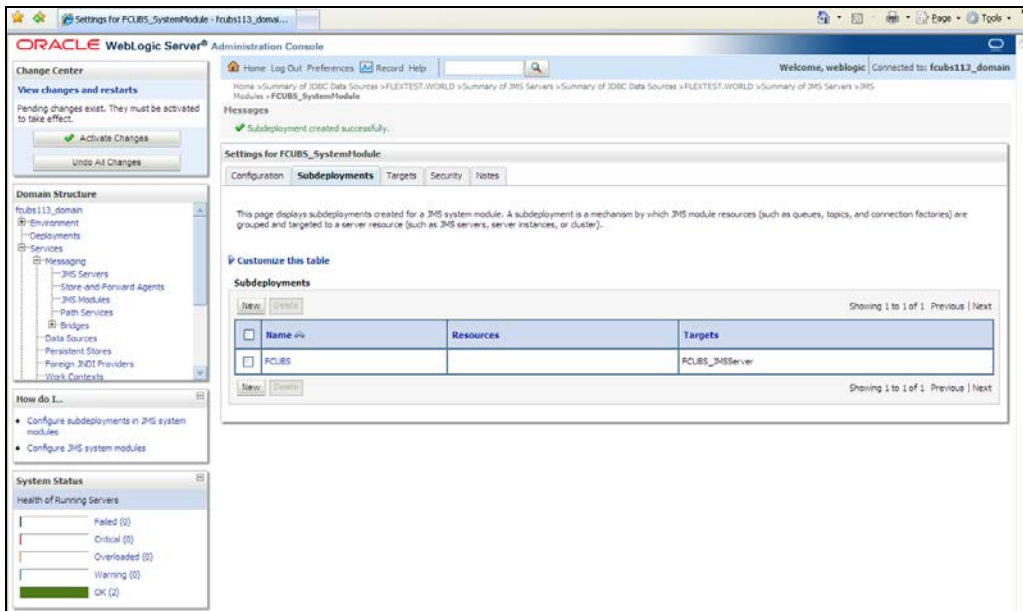 Settings for FCUBS_SystemModule - fcubs113_domai...
Page
Tools
ORACLE WebLogic Server® Administration Console
Change Center
View changes and restarts
Pending changes exist. They must be activated
to take effect.
Activate Changes
Undo All Changes
Domain Structure
fcubs113_domain
Environment
Deployments
Services
Messaging
JMS Servers
Store-and-Forward Agents
JMS Modules
Path Services
Bridges
Data Sources
Persistent Stores
Foreign JNDI Providers
Work Contexts
How do I...
Configure subdeployments in JMS system
modules
Configure JMS system modules
System Status
Health of Running Servers
Failed (0)
Critical (0)
Overloaded (0)
Warning (0)
OK (2)
Home Log Out Preferences Record Help
Welcome, weblogic Connected to: fcubs113_domain
Home >Summary of JDBC Data Sources >FLEXTEST.WORLD >Summary of JMS Servers >Summary of JDBC Data Sources >FLEXTEST.WORLD >Summary of JMS Servers >JMS
Modules >FCUBS_SystemModule
Messages
Subdeployment created successfully.
Settings for FCUBS_SystemModule
Configuration Subdeployments Targets Security Notes
This page displays subdeployments created for a JMS system module. A subdeployment is a mechanism by which JMS module resources (such as queues, topics, and connection factories) are
grouped and targeted to a server resource (such as JMS servers, server instances, or cluster).
Customize this table
Subdeployments
New Delete Showing 1 to 1 of 1 Previous | Next
Name Resources Targets
FCUBS FCUBS_JMSServer
New Delete Showing 1 to 1 of 1 Previous | Next